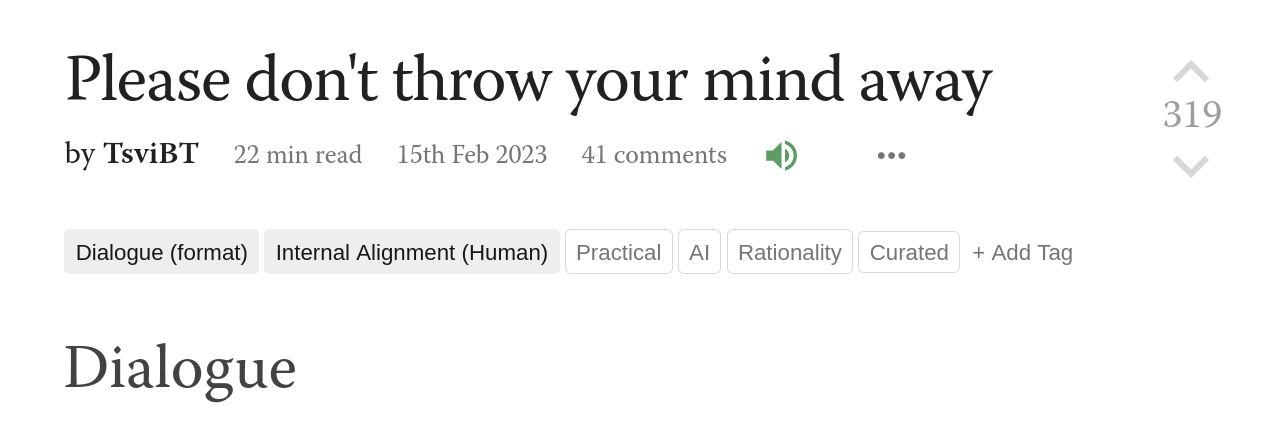 Please don't throw your mind away
319
by TsviBT 22 min read 15th Feb 2023 41 comments •••
Dialogue (format) Internal Alignment (Human) Practical AI Rationality Curated + Add Tag
Dialogue